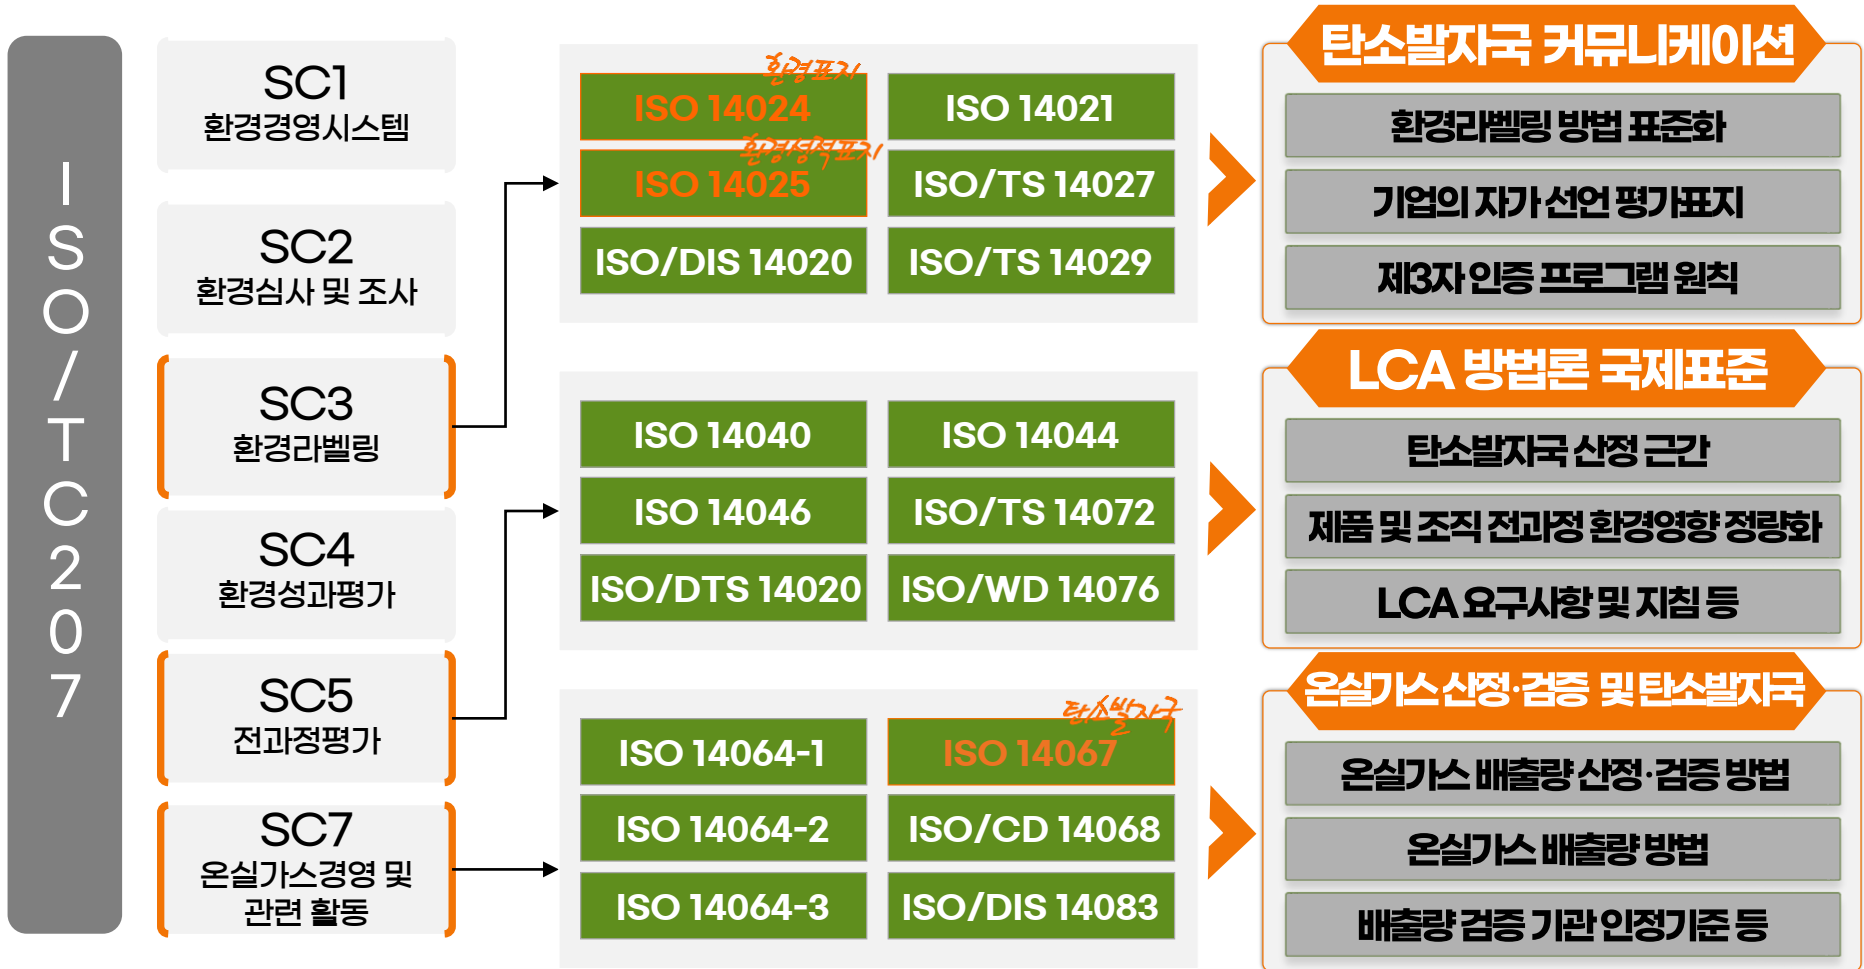 ISO/TC207
SC1
환경경영시스템
SC2
환경심사 및 조사
SC3
환경라벨링
SC4
환경성과평가
SC5
전과정평가
SC7
온실가스경영 및
관련 활동
환경표지
ISO 14024
ISO 14021
환경성적표지
ISO 14025
ISO/TS 14027
ISO/DIS 14020
ISO/TS 14029
ISO 14040
ISO 14044
ISO 14046
ISO/TS 14072
ISO/DTS 14020
ISO/WD 14076
탄소발자국
ISO 14064-1
ISO 14067
ISO 14064-2
ISO/CD 14068
ISO 14064-3
ISO/DIS 14083
탄소발자국 커뮤니케이션
환경라벨링 방법 표준화
기업의 자가 선언 평가표지
제3자 인증 프로그램 원칙
LCA 방법론 국제표준
탄소발자국 산정 근간
제품 및 조직 전과정 환경영향 정량화
LCA 요구사항 및 지침 등
온실가스 산정·검증 및 탄소발자국
온실가스 배출량 산정·검증 방법
온실가스 배출량 방법
배출량 검증 기관 인정기준 등